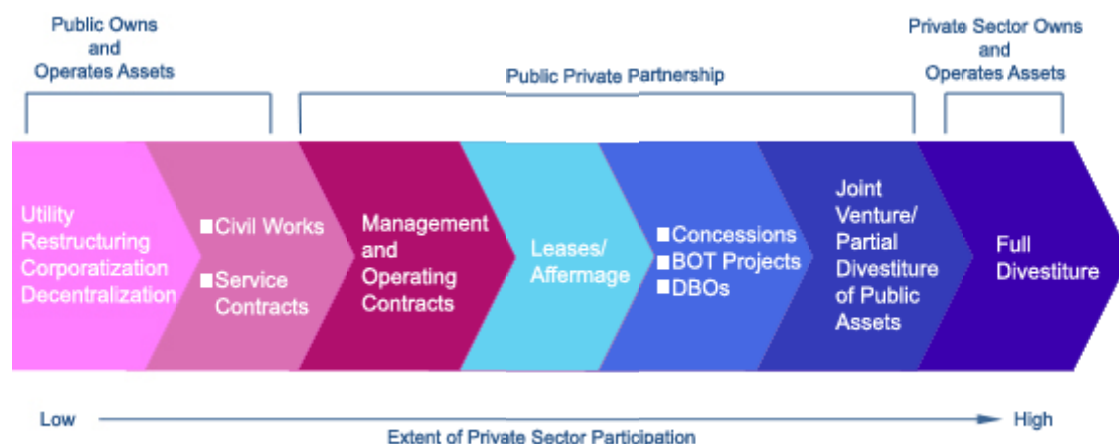 Public Owns
and
Operates Assets
Public Private Partnership
Private Sector Owns
and
Operates Assets
Utility
Restructuring
Corporatization
Decentralization
Civil Works
Service
Contracts
Management
and
Operating
Contracts
Leases/
Affermage
Concessions
BOT Projects
DBOs
Joint
Venture/
Partial
Divestiture
of Public
Assets
Full
Divestiture
Low
High
Extent of Private Sector Participation